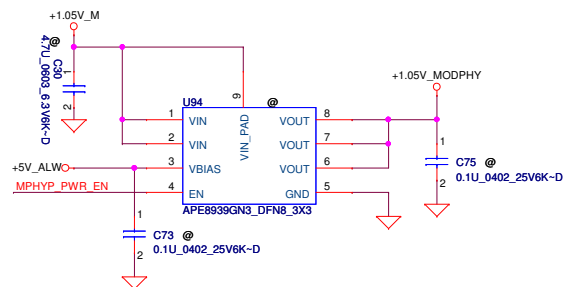 +1.05V_M
@
C30
4.7U_0603_6.3V6K~D
1
2
U94
@
9
VIN_PAD
1 VIN VOUT 8
2 VIN VOUT 7
3 VBIAS VOUT 6
4 EN GND 5
APE8939GN3_DFN8_3X3
+5V_ALW
MPHYP_PWR_EN
1
2
C73 @
0.1U_0402_25V6K~D
+1.05V_MODPHY
1
2
C75 @
0.1U_0402_25V6K~D